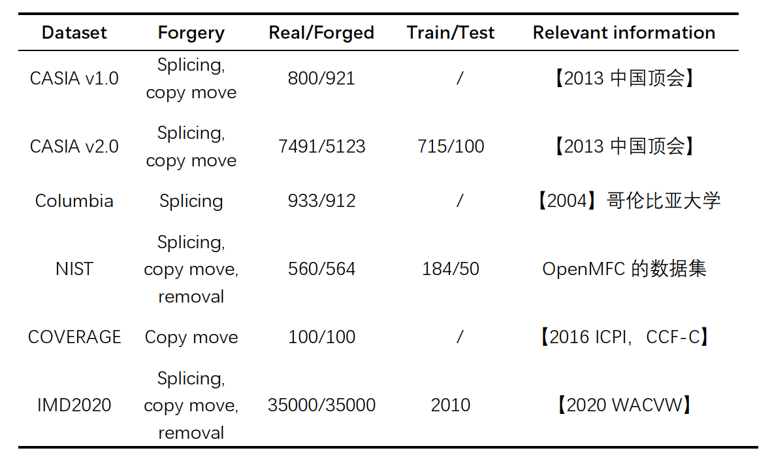 Dataset Forgery Real/Forged Train/Test Relevant information
CASIA v1.0 Splicing, copy move 800/921 / 【2013 中国顶会】
CASIA v2.0 Splicing, copy move 7491/5123 715/100 【2013 中国顶会】
Columbia Splicing 933/912 / 【2004】哥伦比亚大学
NIST Splicing, copy move, removal 560/564 184/50 OpenMFC 的数据集
COVERAGE Copy move 100/100 / 【2016 ICPI，CCF-C】
IMD2020 Splicing, copy move, removal 35000/35000 2010 【2020 WACVW】